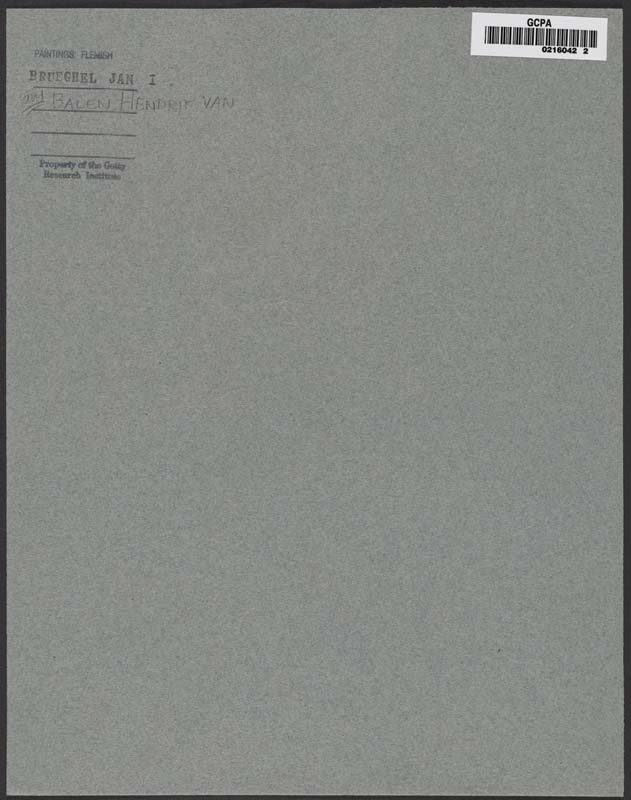 GCPA
0216042 2
PAINTINGS: FLEMISH
BRUEGHEL JAN I
and BALEN HENDRIK VAN
Property of the Getty
Research Institute